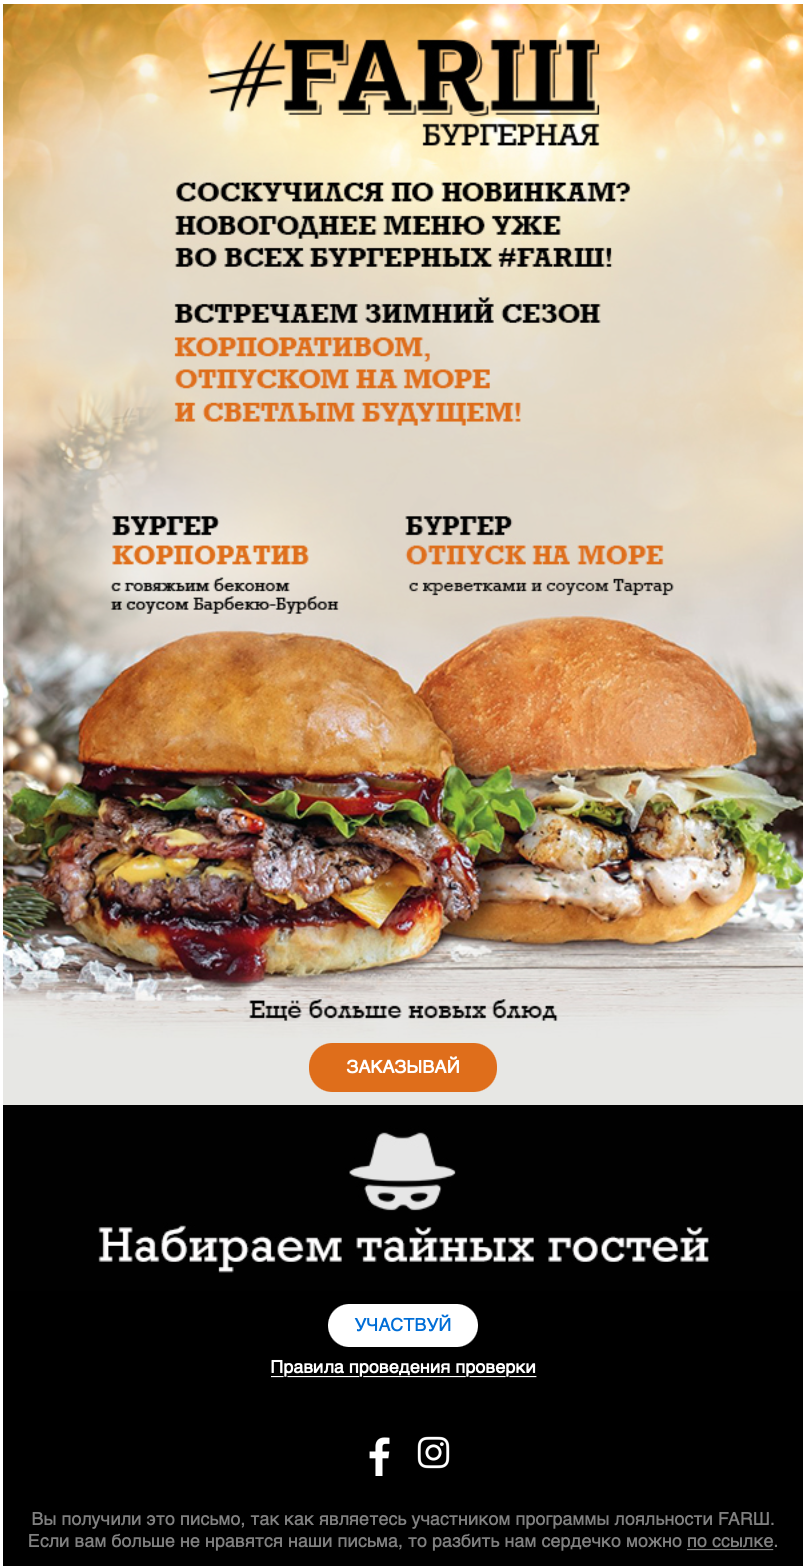 #FARШ
БУРГЕРНАЯ
СОСКУЧИЛСЯ ПО НОВИНКАМ?
НОВОГОДНЕЕ МЕНЮ УЖЕ
ВО ВСЕХ БУРГЕРНЫХ #FARШ!
ВСТРЕЧАЕМ ЗИМНИЙ СЕЗОН
КОРПОРАТИВОМ,
ОТПУСКОМ НА МОРЕ
И СВЕТЛЫМ БУДУЩЕМ!
БУРГЕР
КОРПОРАТИВ
с говяжьим беконом
и соусом Барбекю-Бурбон
БУРГЕР
ОТПУСК НА МОРЕ
с креветками и соусом Тартар
Ещё больше новых блюд
ЗАКАЗЫВАЙ
Набираем тайных гостей
УЧАСТВУЙ
Правила проведения проверки
Вы получили это письмо, так как являетесь участником программы лояльности FARШ.
Если вам больше не нравятся наши письма, то разбить нам сердечко можно по ссылке.